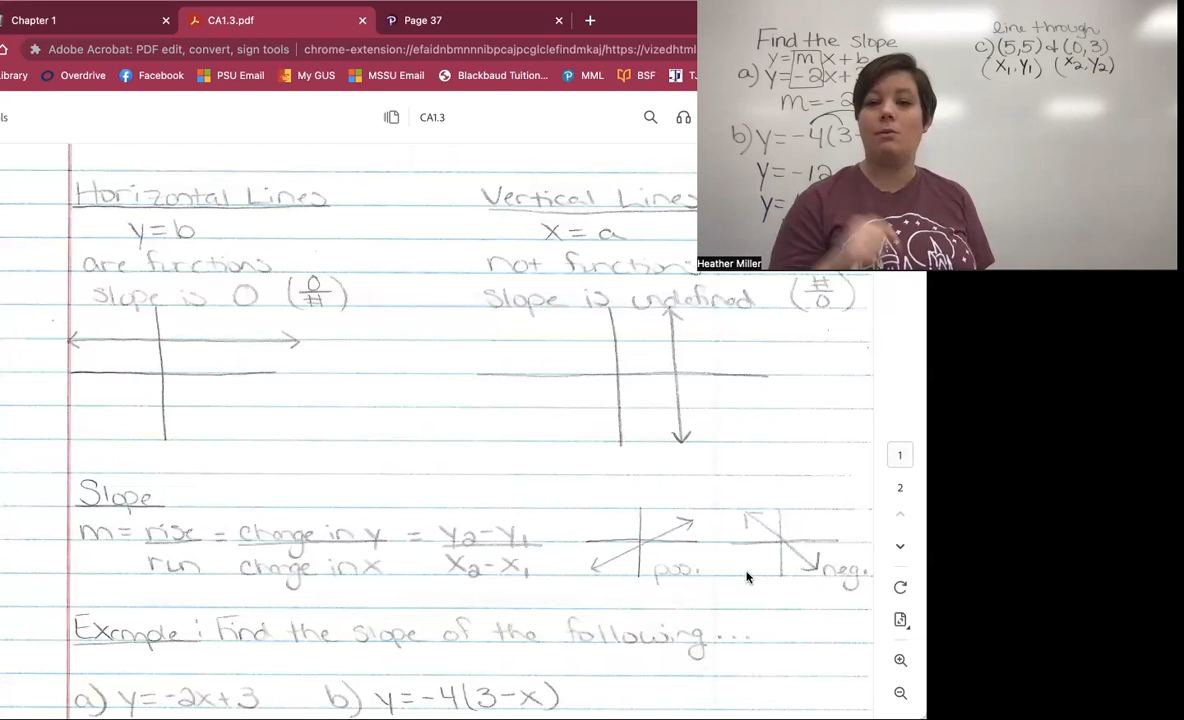 Chapter 1
CA1.3.pdf
Page 37
Adobe Acrobat: PDF edit, convert, sign tools
chrome-extension://efaidnbmnnnibpcajpcglclefindmkaj/https://vizedhtml
ibrary
Overdrive
Facebook
PSU Email
My GUS
MSSU Email
Blackbaud Tuition...
MML
BSF
CA1.3
Find the slope
y=mx+b
a) y=-2x+3
m=-2
b) y=-4(3-
y=-12
y=
line through
c) (5,5) & (0,3)
(x₁,y₁) (x₂,y₂)
Heather Miller
Horizontal Lines
y=b
are functions
slope is 0 (0/#)
Vertical Lines
x=a
not function
slope is undefined (#/0)
Slope
m = rise/run = change in y/change in x = y₂-y₁/x₂-x₁
pos.
neg.
Example: Find the slope of the following...
a) y=-2x+3 b) y=-4(3-x)
1
2